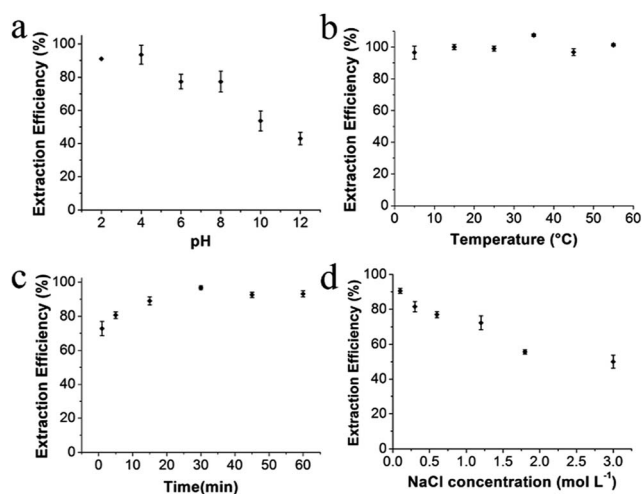 a
Extraction Efficiency (%)
100
80
60
40
20
0
2 4 6 8 10 12
pH
b
Extraction Efficiency (%)
120
100
80
60
40
20
0
0 10 20 30 40 50 60
Temperature (°C)
c
Extraction Efficiency (%)
100
80
60
40
20
0
0 10 20 30 40 50 60
Time(min)
d
Extraction Efficiency (%)
100
80
60
40
20
0
0.0 0.5 1.0 1.5 2.0 2.5 3.0
NaCl concentration (mol L⁻¹)